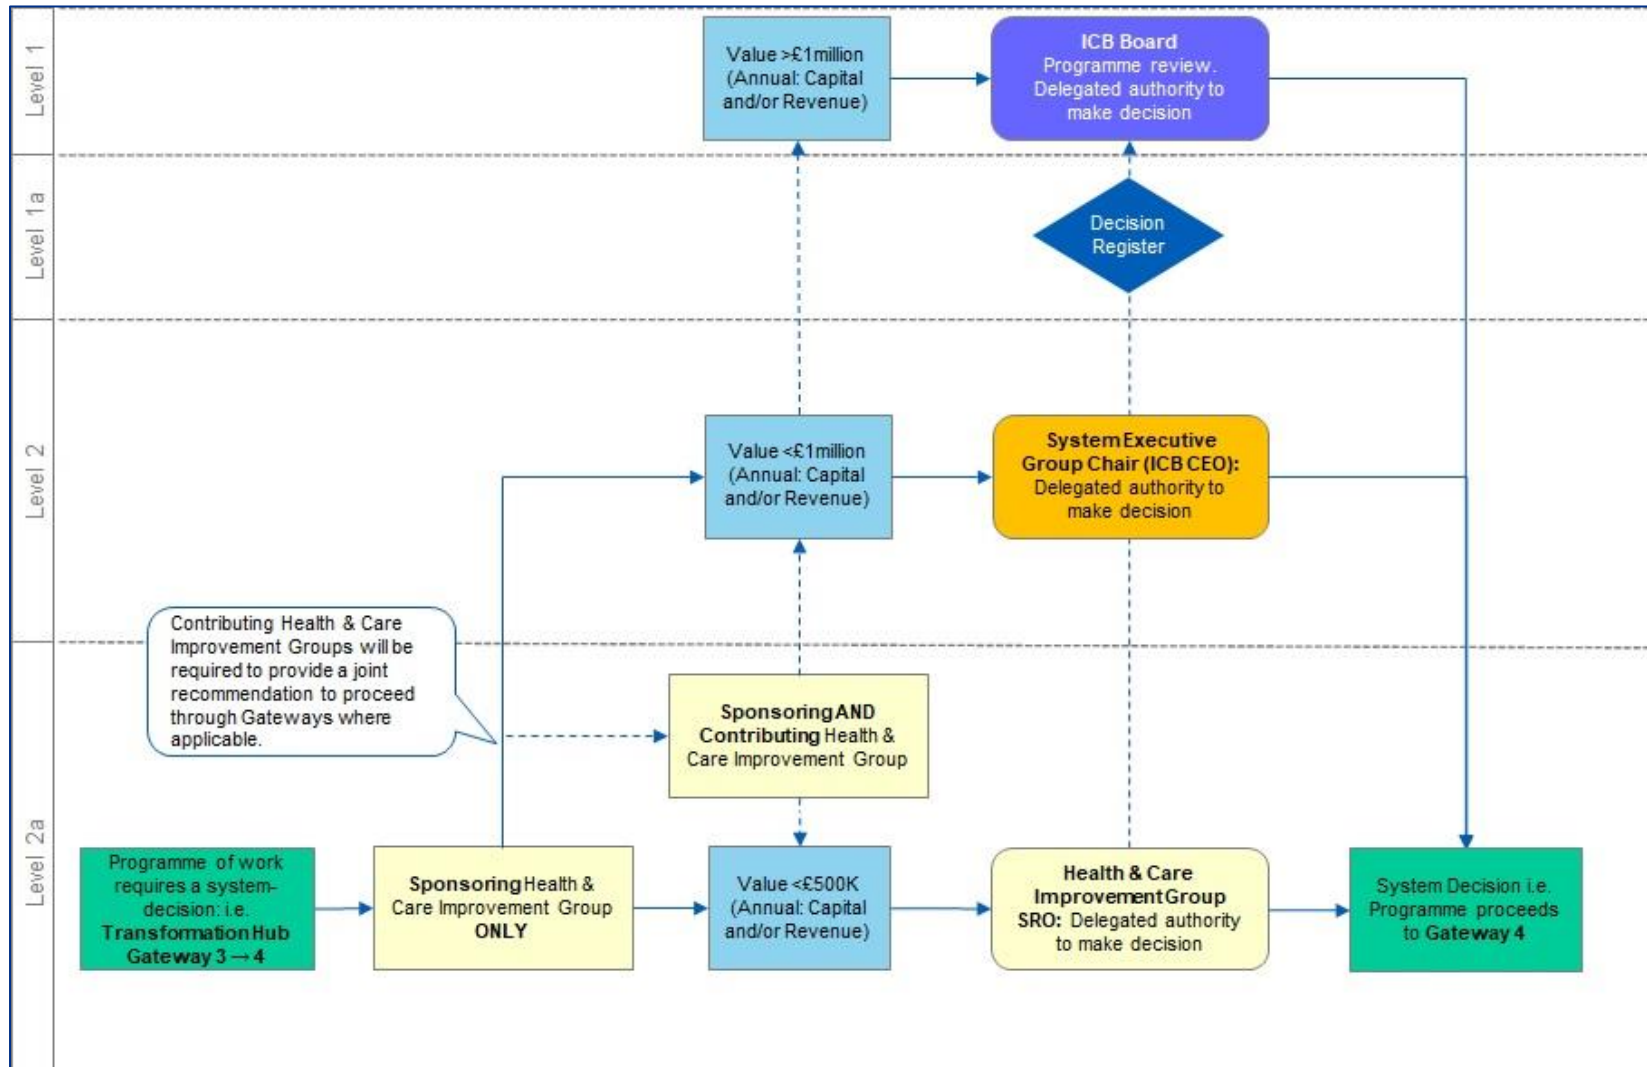 Level 1
Value >£1million
(Annual: Capital
and/or Revenue)
ICB Board
Programme review.
Delegated authority to
make decision
Level 1a
Decision
Register
Level 2
Value <£1million
(Annual: Capital
and/or Revenue)
System Executive
Group Chair (ICB CEO):
Delegated authority to
make decision
Contributing Health & Care
Improvement Groups will be
required to provide a joint
recommendation to proceed
through Gateways where
applicable.
Sponsoring AND
Contributing Health &
Care Improvement Group
Level 2a
Programme of work
requires a system-
decision: i.e.
Transformation Hub
Gateway 3 → 4
Sponsoring Health &
Care Improvement Group
ONLY
Value <£500K
(Annual: Capital
and/or Revenue)
Health & Care
Improvement Group
SRO: Delegated authority
to make decision
System Decision i.e.
Programme proceeds
to Gateway 4